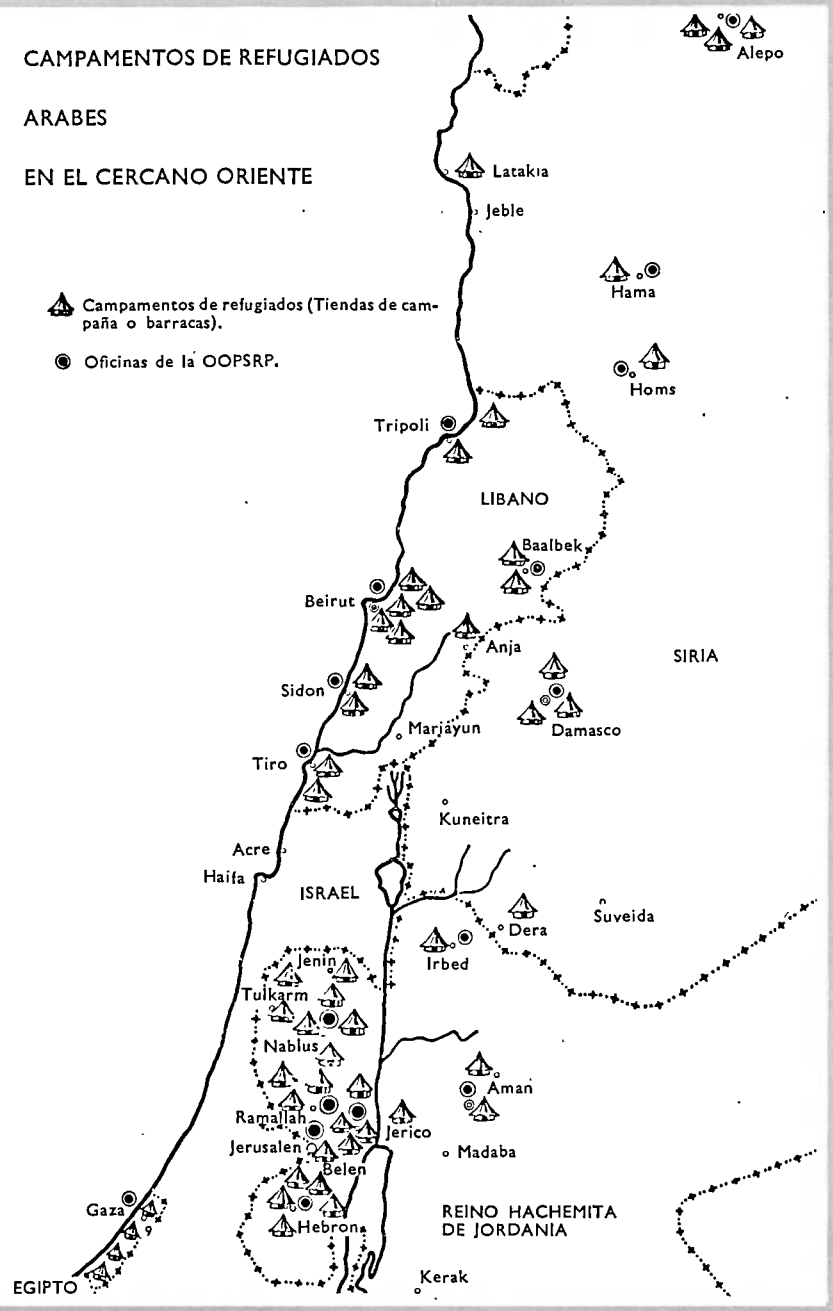 CAMPAMENTOS DE REFUGIADOS
ARABES
EN EL CERCANO ORIENTE
Campamentos de refugiados (Tiendas de cam-
paña o barracas).
Oficinas de la OOPSRP.
Alepo
Latakia
Jeble
Hama
Homs
Tripoli
LIBANO
Baalbek
Beirut
Anja
SIRIA
Sidon
Damasco
Marjayun
Tiro
Kuneitra
Acre
Haifa
ISRAEL
Suveida
Dera
Irbed
Jenin
Tulkarm
Nablus
Aman
Ramallah
Jerico
Jerusalen
Madaba
Belen
Gaza
9
Hebron
REINO HACHEMITA
DE JORDANIA
Kerak
EGIPTO